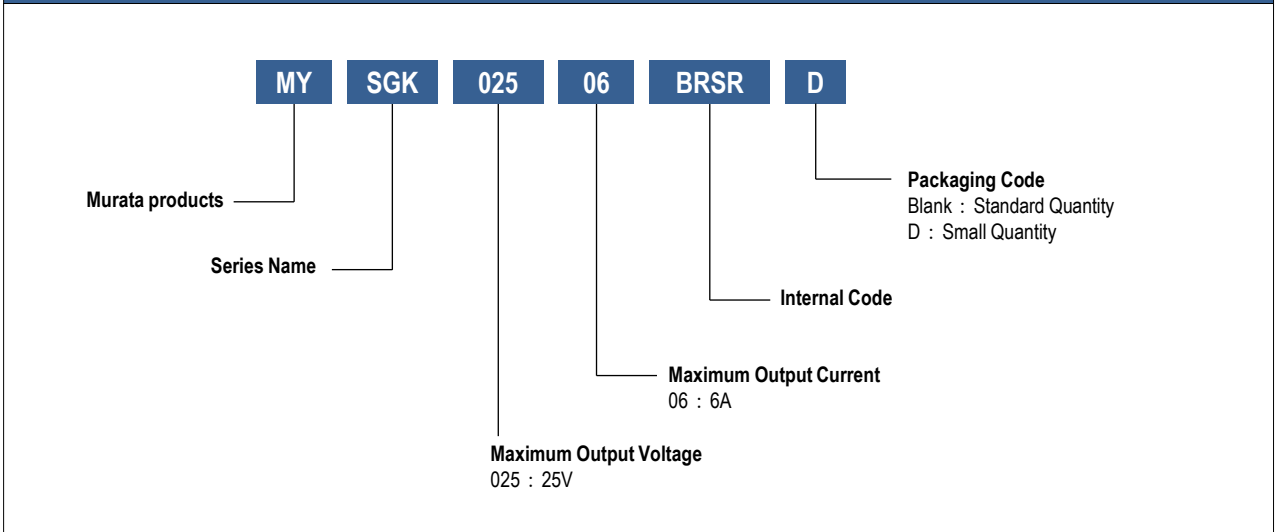 MY SGK 025 06 BRSR D
Murata products
Series Name
Packaging Code
Blank : Standard Quantity
D : Small Quantity
Internal Code
Maximum Output Current
06 : 6A
Maximum Output Voltage
025 : 25V